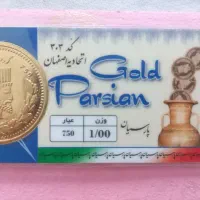 کد ۳۰۳
اتحادیه اصفهان
Gold
Parsian
پارسیان
وزن
عیار
1/00
750